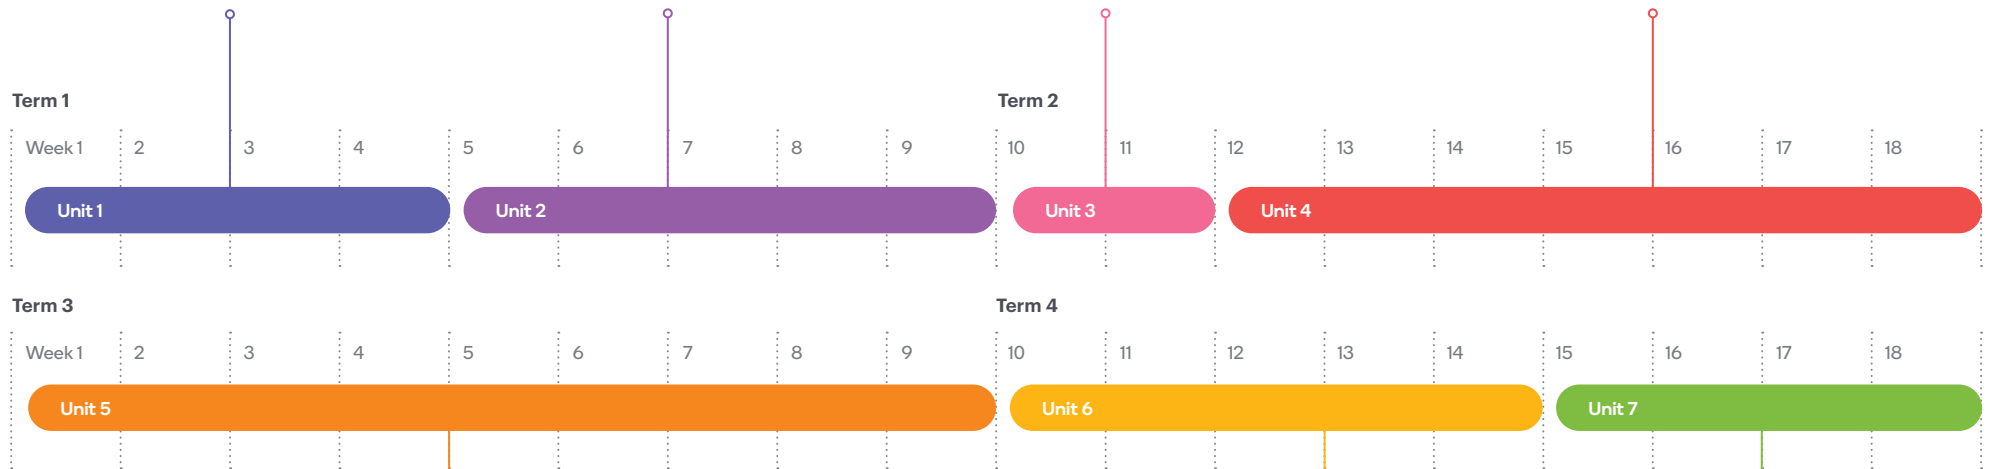 Term 1 Term 2
Week 1 2 3 4 5 6 7 8 9 10 11 12 13 14 15 16 17 18
Unit 1 Unit 2 Unit 3 Unit 4
Term 3 Term 4
Week 1 2 3 4 5 6 7 8 9 10 11 12 13 14 15 16 17 18
Unit 5 Unit 6 Unit 7